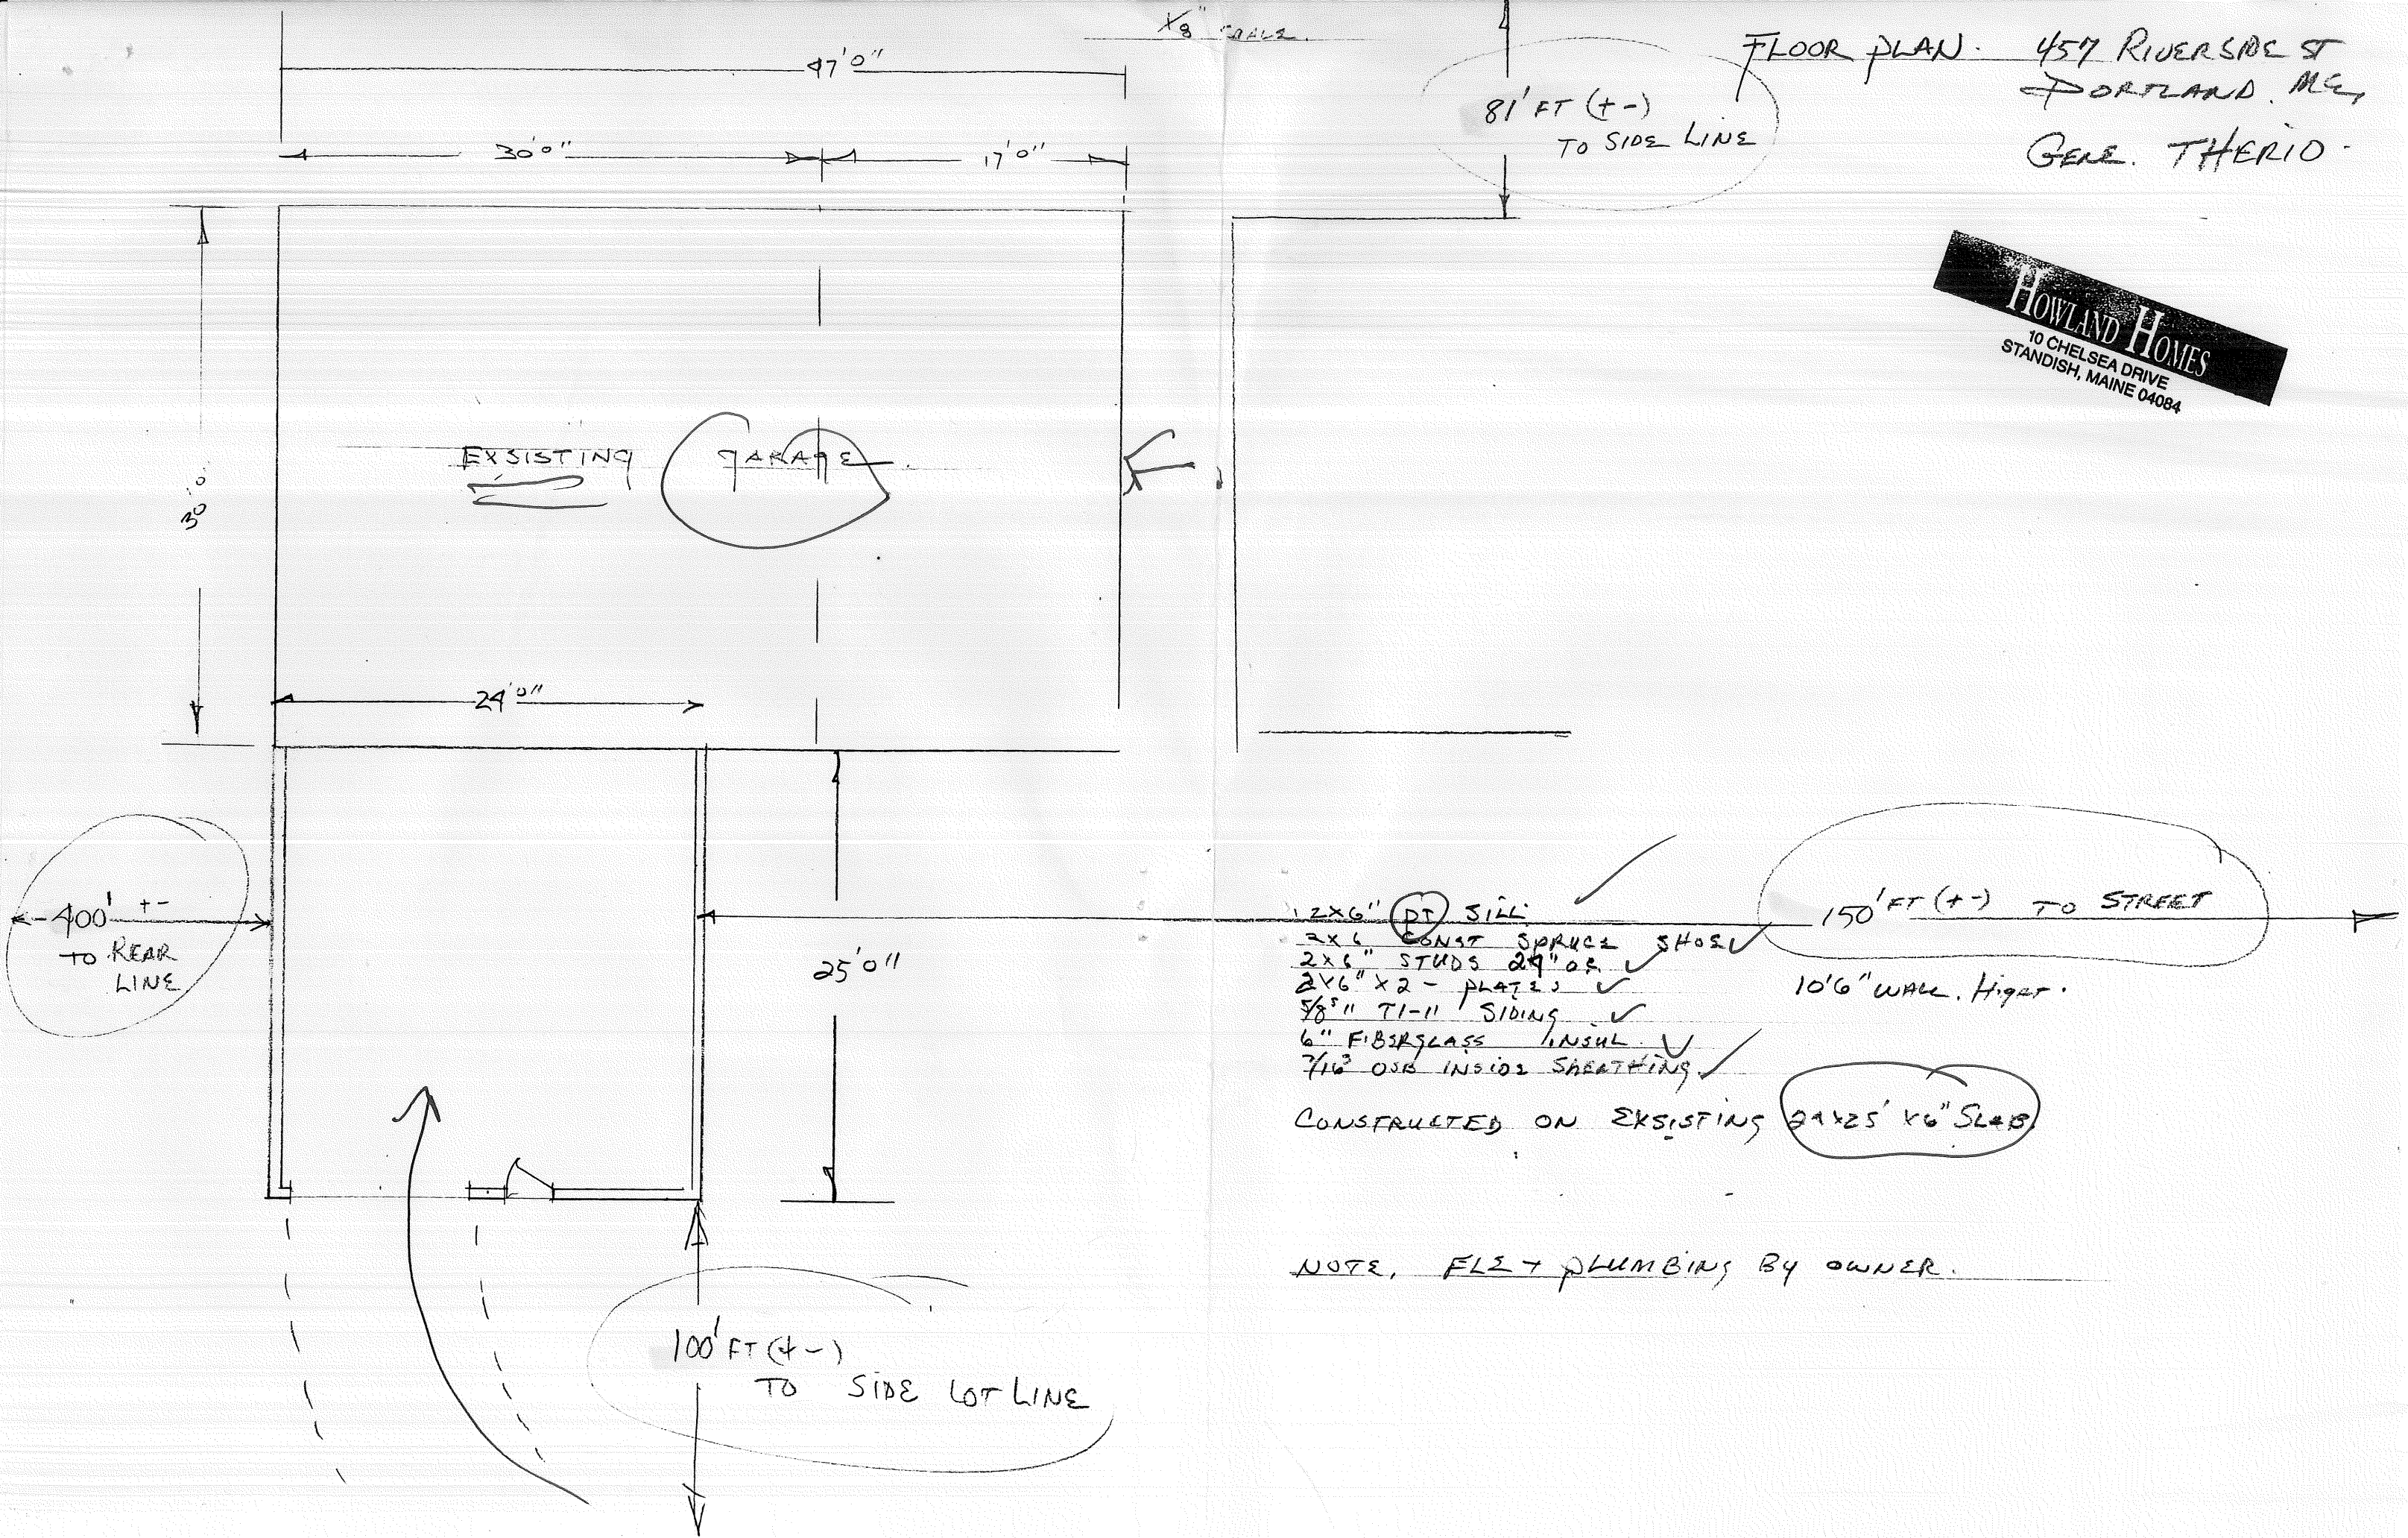 1/8" SCALE.
FLOOR PLAN. 457 RIVERSIDE ST
PORTLAND. ME,
GENE. THERIO.
47'0"
30'0"
17'0"
81' FT (+-)
TO SIDE LINE
HOWLAND HOMES
10 CHELSEA DRIVE
STANDISH, MAINE 04084
30'0"
EXSISTING GARAGE.
24'0"
400' +-
TO REAR
LINE
25'0"
2X6" PT SILL
2X6 CONST SPRUCE SHOE
2X6" STUDS 24" OC
2X6" X 2 - PLATES
5/8" T1-11 SIDING
6" FIBERGLASS INSUL.
7/16" OSB INSIDE SHEATHING.
150' FT (+-) TO STREET
10'6" WALL. Higet.
CONSTRUCTED ON EXSISTING 24X25' X6" SLAB
NOTE. ELE + PLUMBING BY OWNER.
100' FT (+-)
TO SIDE LOT LINE